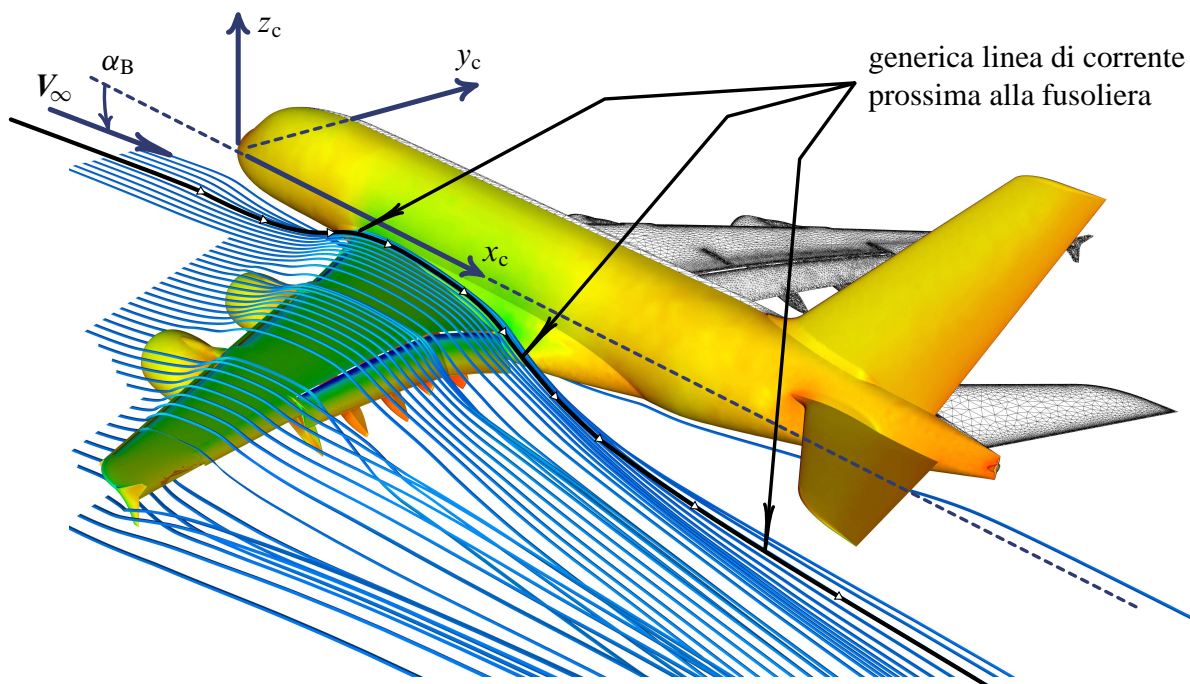 z_c
y_c
α_B
V_∞
generica linea di corrente
prossima alla fusoliera
x_c